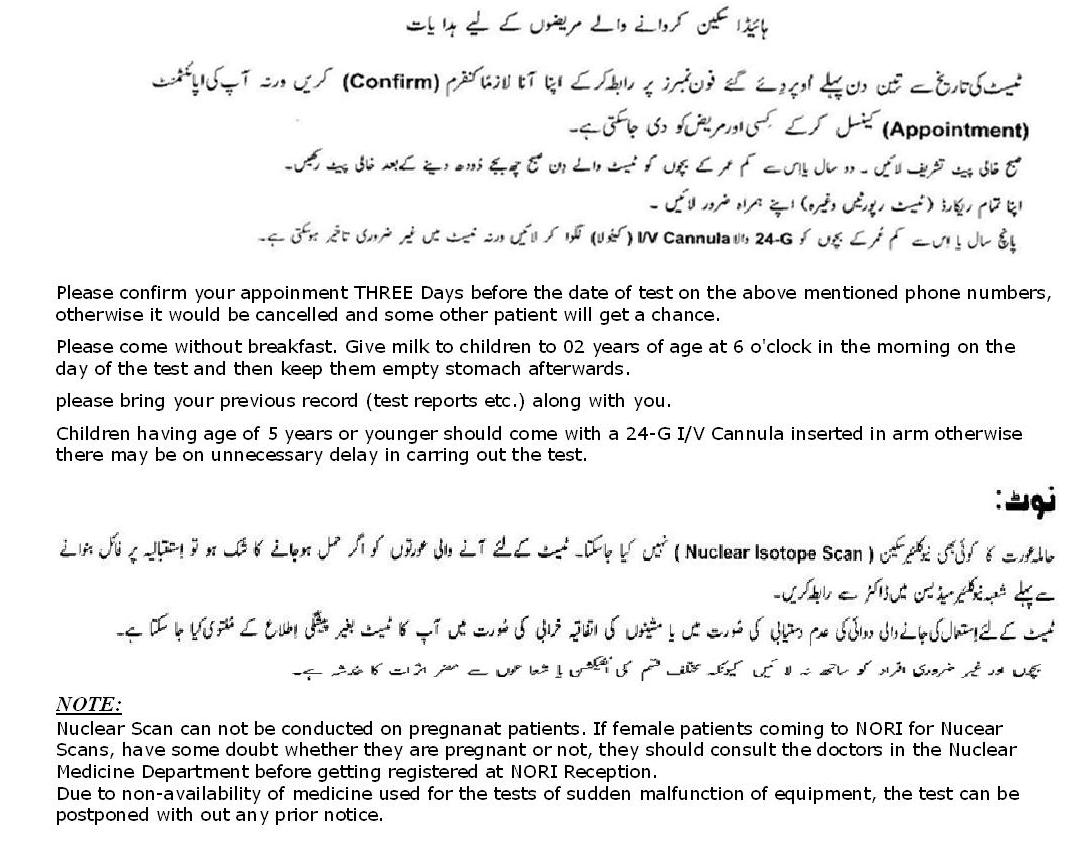 ہائیڈا سکین کروانے والے مریضوں کے لیے ہدایات
ٹیسٹ کی تاریخ سے تین دن پہلے اوپر دئے گئے فون نمبرز پر رابطہ کرکے اپنا آنا لازماً کنفرم (Confirm) کریں ورنہ آپ کی اپائنٹمنٹ
(Appointment) کینسل کرکے کسی اور مریض کو دی جاسکتی ہے۔
صبح خالی پیٹ تشریف لائیں ۔ دو سال یا اس سے کم عمر کے بچوں کو ٹیسٹ والے دن صبح چھ بجے دودھ دینے کے بعد خالی پیٹ رکھیں۔
اپنا تمام ریکارڈ (ٹیسٹ رپورٹیں وغیرہ) اپنے ہمراہ ضرور لائیں ۔
پانچ سال یا اس سے کم عمر کے بچوں کو 24-G والا I/V Cannula (کینولا) لگوا کر لائیں ورنہ ٹیسٹ میں غیر ضروری تاخیر ہوسکتی ہے۔
Please confirm your appoinment THREE Days before the date of test on the above mentioned phone numbers,
otherwise it would be cancelled and some other patient will get a chance.
Please come without breakfast. Give milk to children to 02 years of age at 6 o'clock in the morning on the
day of the test and then keep them empty stomach afterwards.
please bring your previous record (test reports etc.) along with you.
Children having age of 5 years or younger should come with a 24-G I/V Cannula inserted in arm otherwise
there may be on unnecessary delay in carring out the test.
نوٹ:
حاملہ عورت کا کوئی بھی نیوکلیئر سکین (Nuclear Isotope Scan) نہیں کیا جاسکتا۔ ٹیسٹ کے لئے آنے والی عورتوں کو اگر حمل ہوجانے کا شک ہو تو استقبالیہ پر فائل بنوانے
سے پہلے شعبہ نیوکلیئر میڈیسن میں ڈاکٹر سے رابطہ کریں۔
ٹیسٹ کے لئے استعمال کی جانے والی دوائی کی عدم دستیابی کی صورت میں یا مشینوں کی اتفاقیہ خرابی کی صورت میں آپ کا ٹیسٹ بغیر پیشگی اطلاع کے ملتوی کیا جا سکتا ہے۔
بچوں اور غیر ضروری افراد کو ساتھ نہ لائیں کیونکہ مختلف قسم کی انفیکشن یا شعاعوں سے مضر اثرات کا خدشہ ہے۔
NOTE:
Nuclear Scan can not be conducted on pregnanat patients. If female patients coming to NORI for Nucear
Scans, have some doubt whether they are pregnant or not, they should consult the doctors in the Nuclear
Medicine Department before getting registered at NORI Reception.
Due to non-availability of medicine used for the tests of sudden malfunction of equipment, the test can be
postponed with out any prior notice.